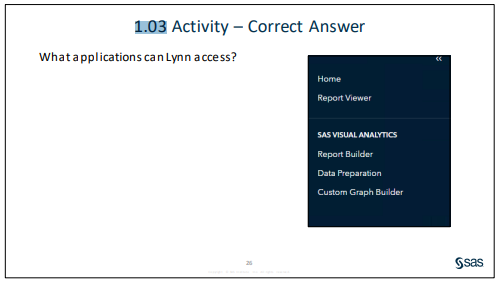 1.03 Activity – Correct Answer
What applications can Lynn access?
«
Home
Report Viewer
SAS VISUAL ANALYTICS
Report Builder
Data Preparation
Custom Graph Builder
26
sas